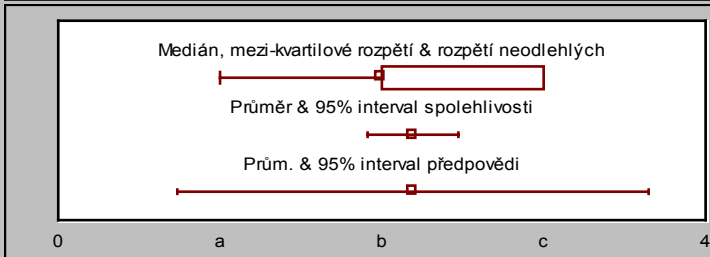 Medián, mezi-kvartilové rozpětí & rozpětí neodlehlých
Průměr & 95% interval spolehlivosti
Prům. & 95% interval předpovědi
0 a b c 4